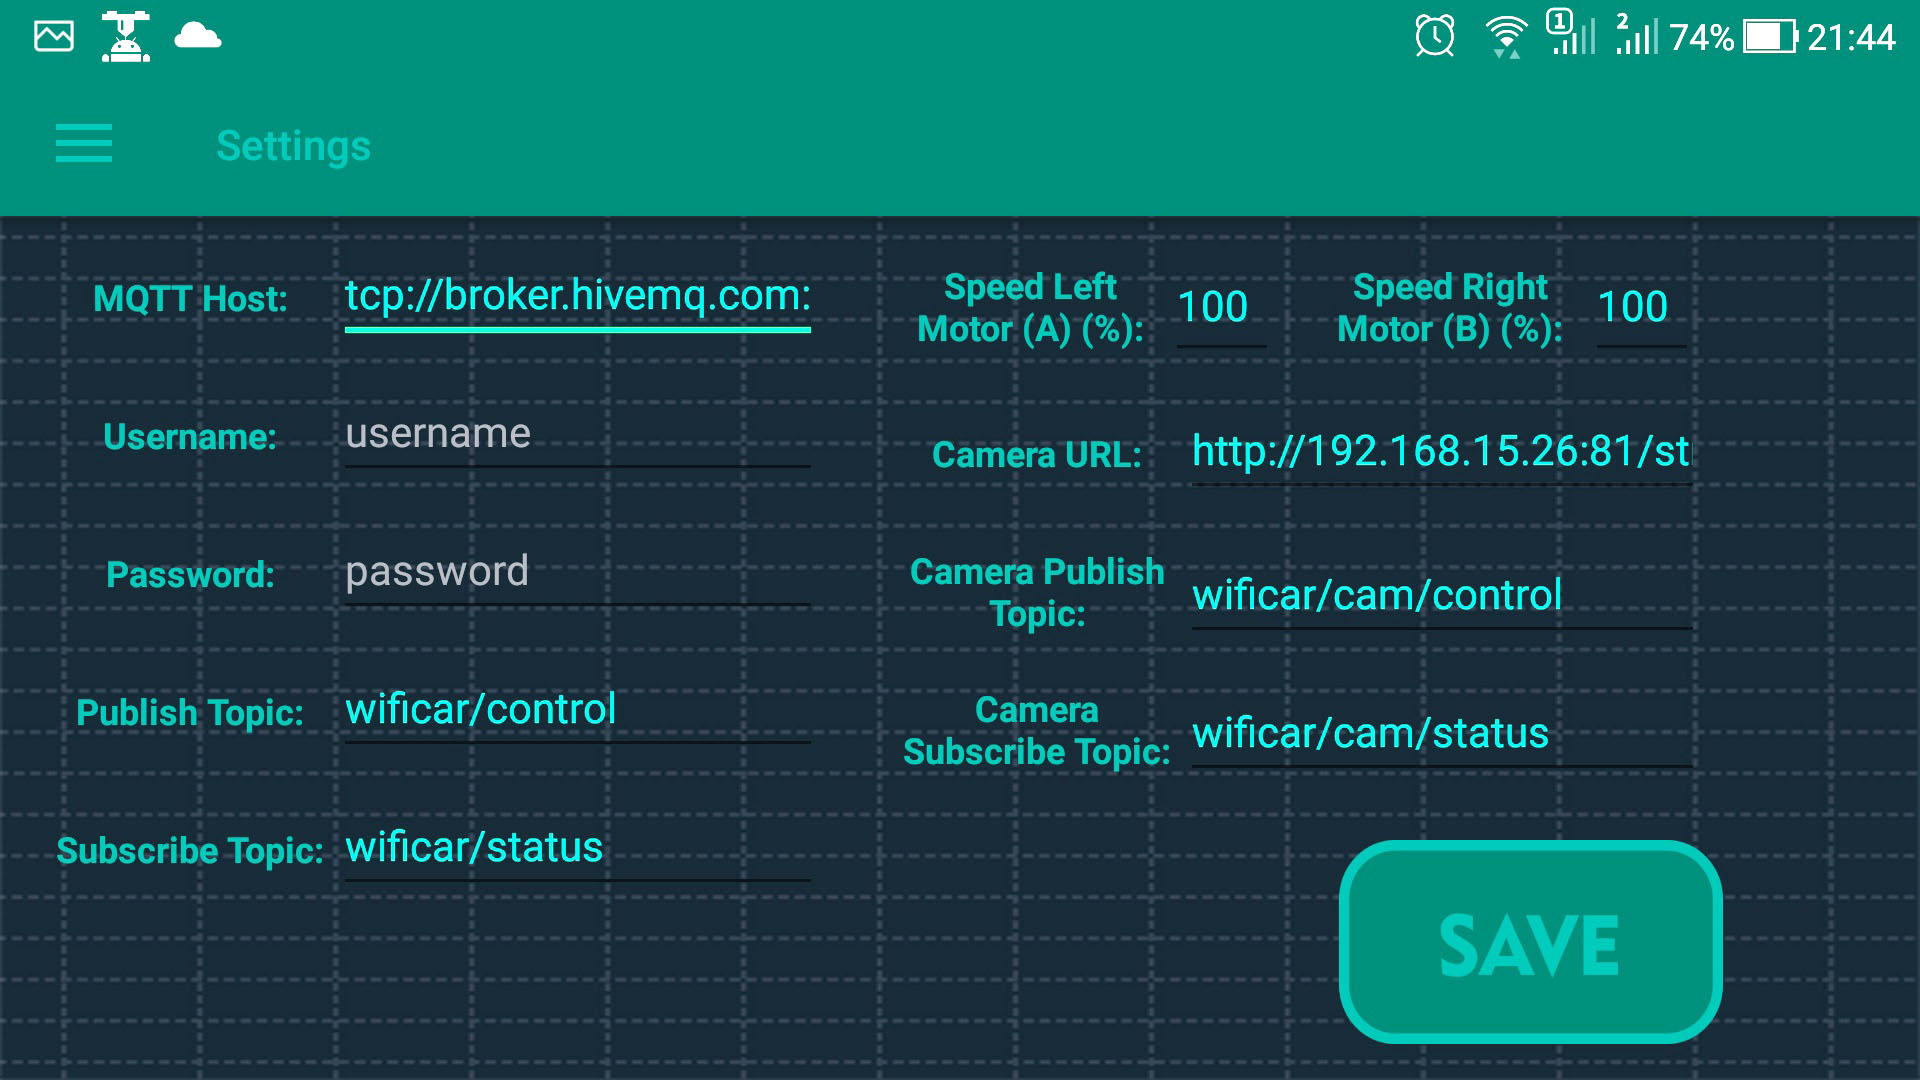 1 2 74% 21:44
Settings
MQTT Host: tcp://broker.hivemq.com:
Username: username
Password: password
Publish Topic: wificar/control
Subscribe Topic: wificar/status
Speed Left
Motor (A) (%): 100
Speed Right
Motor (B) (%): 100
Camera URL: http://192.168.15.26:81/st
Camera Publish
Topic: wificar/cam/control
Camera
Subscribe Topic: wificar/cam/status
SAVE